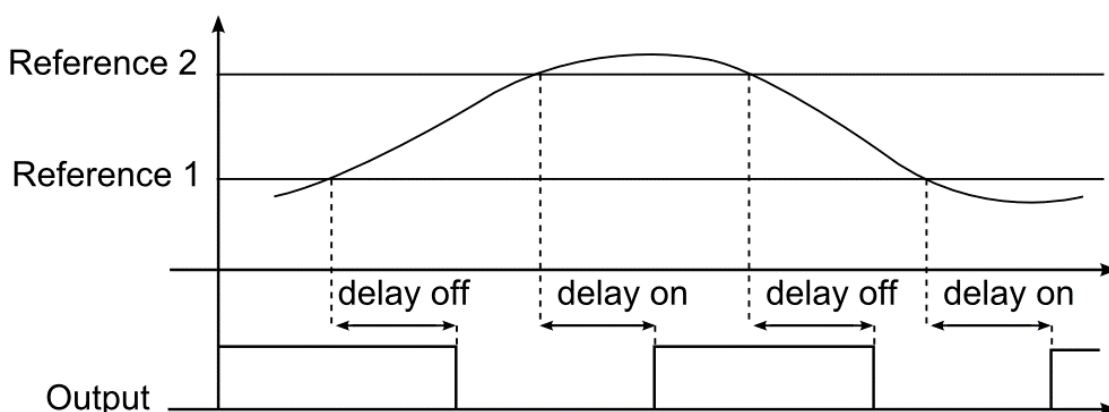 Reference 2
Reference 1
delay off
delay on
delay off
delay on
Output